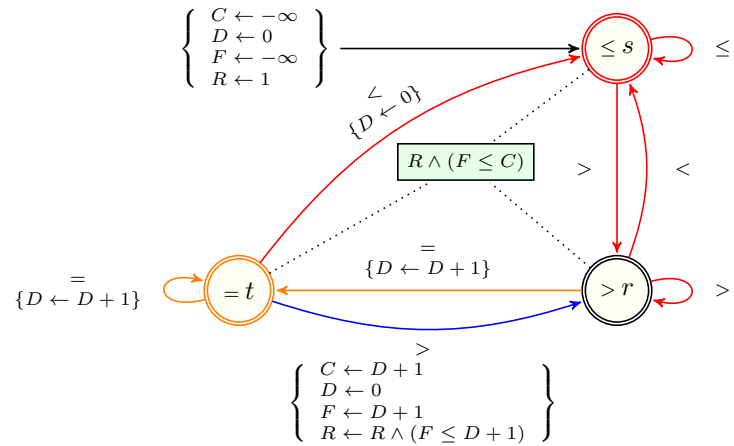 C ← −∞
D ← 0
F ← −∞
R ← 1
≤ s
≤
<
{D ← 0}
R ∧ (F ≤ C)
>
<
=
{D ← D + 1}
=
{D ← D + 1}
= t
> r
>
>
C ← D + 1
D ← 0
F ← D + 1
R ← R ∧ (F ≤ D + 1)